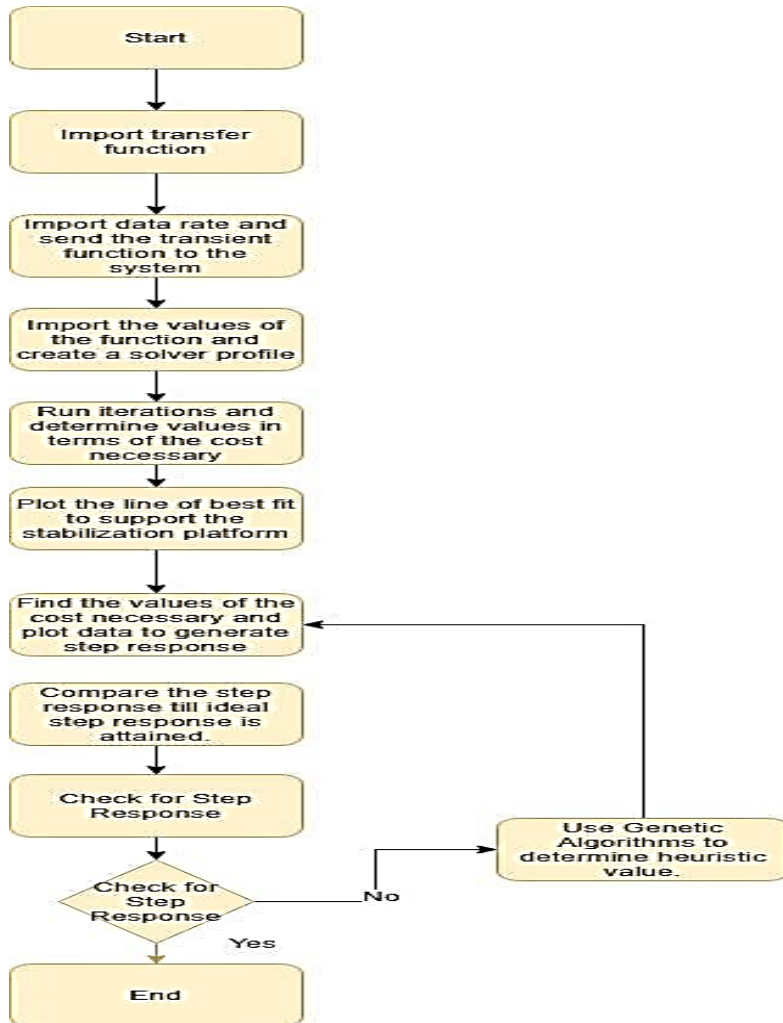 Start
Import transfer
function
Import data rate and
send the transient
function to the
system
Import the values of
the function and
create a solver profile
Run iterations and
determine values in
terms of the cost
necessary
Plot the line of best fit
to support the
stabilization platform
Find the values of the
cost necessary and
plot data to generate
step response
Compare the step
response till ideal
step response is
attained.
Check for Step
Response
Check for
Step
Response
No
Use Genetic
Algorithms to
determine heuristic
value.
Yes
End